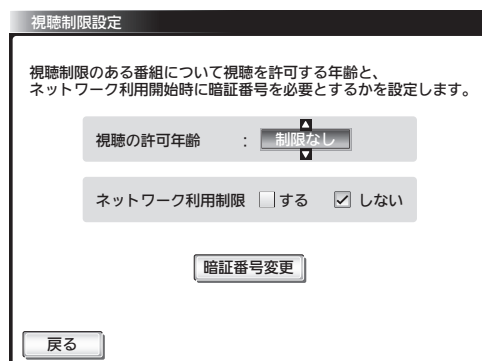 視聴制限設定
視聴制限のある番組について視聴を許可する年齢と、
ネットワーク利用開始時に暗証番号を必要とするかを設定します。
視聴の許可年齢 : 制限なし
ネットワーク利用制限 する しない
暗証番号変更
戻る